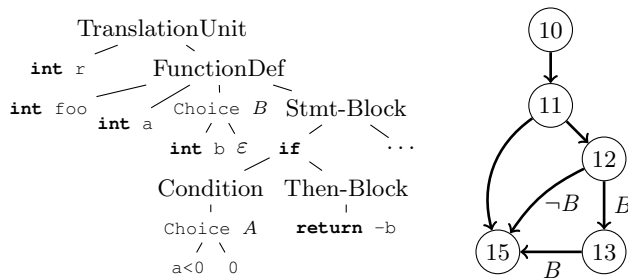 TranslationUnit
int r FunctionDef
int foo int a Choice B Stmt-Block
int b ε if ...
Condition Then-Block
Choice A return -b
a<0 0
10
11
12
¬B B
15 13
B